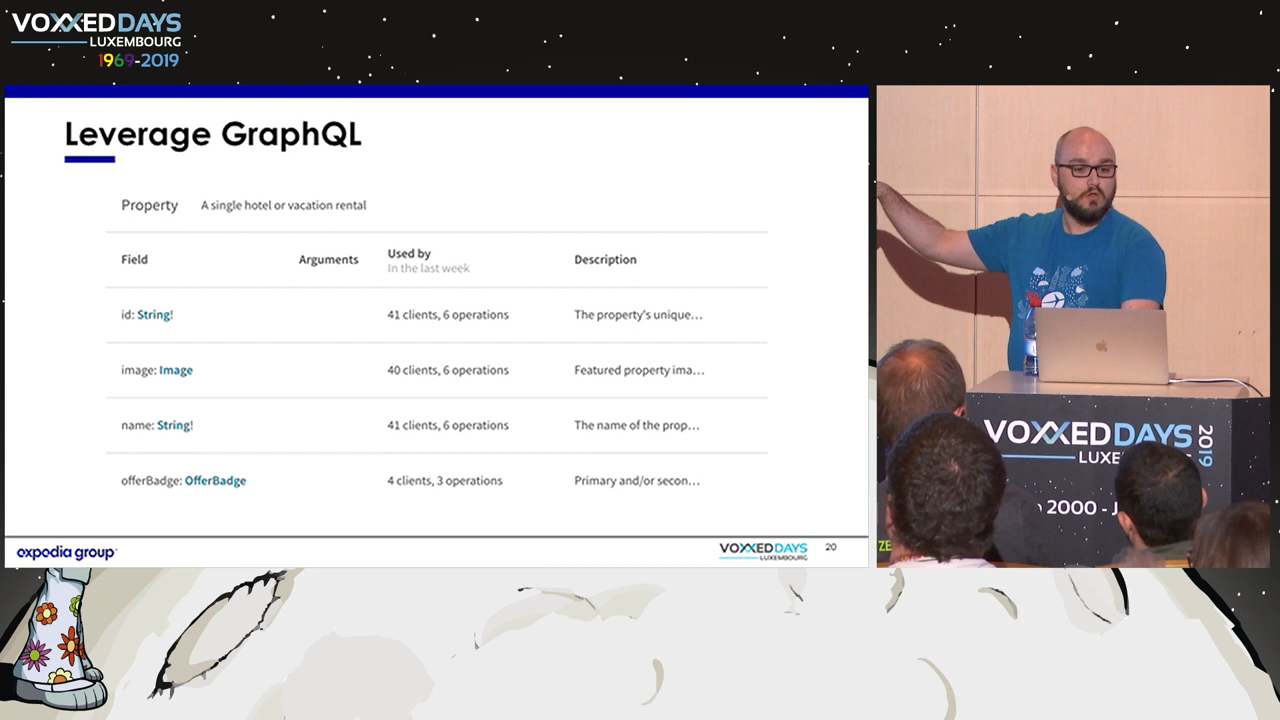 VOXXED DAYS
LUXEMBOURG
1969-2019
Leverage GraphQL
Property A single hotel or vacation rental
Field Arguments Used by Description
In the last week
id: String! 41 clients, 6 operations The property's unique...
image: Image 40 clients, 6 operations Featured property ima...
name: String! 41 clients, 6 operations The name of the prop...
offerBadge: OfferBadge 4 clients, 3 operations Primary and/or secon...
expedia group
VOXXED DAYS
LUXEMBOURG
20
VOXXED DAYS 2019
LUXE
2000 - J
ZE